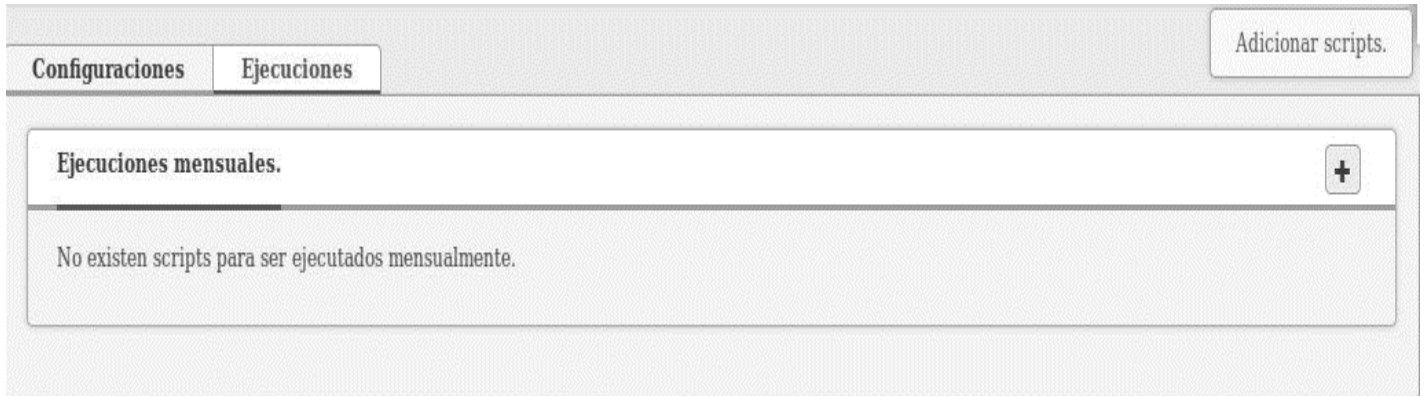 Adicionar scripts.
Configuraciones
Ejecuciones
Ejecuciones mensuales.
+
No existen scripts para ser ejecutados mensualmente.